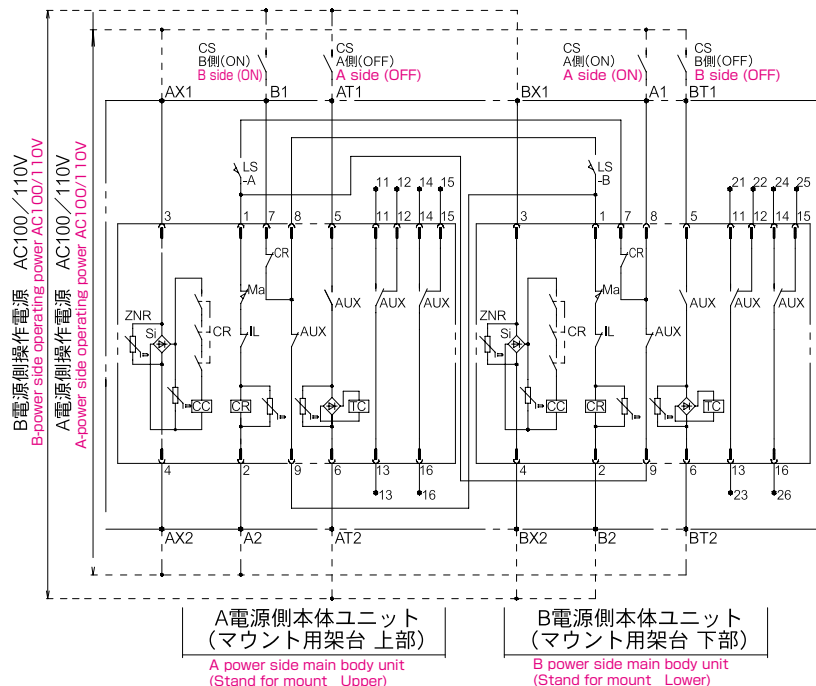 CS
B側(ON)
B side (ON)
CS
A側(OFF)
A side (OFF)
CS
A側(ON)
A side (ON)
CS
B側(OFF)
B side (OFF)
AX1
B1
AT1
BX1
A1
BT1
B電源側操作電源 AC100/110V
B-power side operating power AC100/110V
A電源側操作電源 AC100/110V
A-power side operating power AC100/110V
LS
-A
LS
-B
11
12
14
15
21
22
24
25
3
1
7
8
5
11
12
14
15
3
1
7
8
5
11
12
14
15
CR
CR
Ma
Ma
ZNR
Si
CR
IL
AUX
AUX
AUX
AUX
ZNR
Si
CR
IL
AUX
AUX
AUX
AUX
CC
CR
TC
CC
CR
TC
4
2
9
6
13
16
4
2
9
6
13
16
13
16
23
26
AX2
A2
AT2
BX2
B2
BT2
A電源側本体ユニット
(マウント用架台 上部)
A power side main body unit
(Stand for mount Upper)
B電源側本体ユニット
(マウント用架台 下部)
B power side main body unit
(Stand for mount Lower)